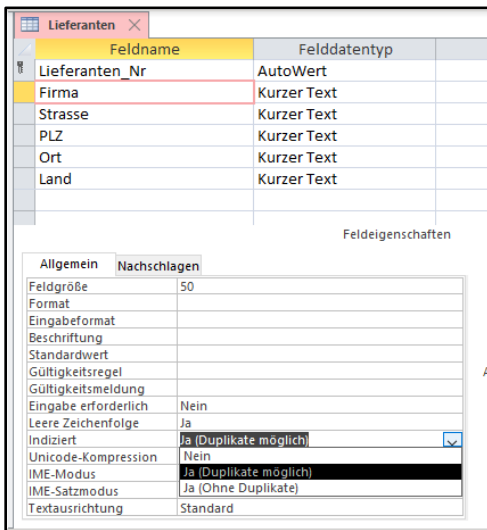 Lieferanten
Feldname Felddatentyp
Lieferanten_Nr AutoWert
Firma Kurzer Text
Strasse Kurzer Text
PLZ Kurzer Text
Ort Kurzer Text
Land Kurzer Text
Feldeigenschaften
Allgemein Nachschlagen
Feldgröße 50
Format
Eingabeformat
Beschriftung
Standardwert
Gültigkeitsregel
Gültigkeitsmeldung
Eingabe erforderlich Nein
Leere Zeichenfolge Ja
Indiziert Ja (Duplikate möglich)
Unicode-Kompression Nein
IME-Modus Ja (Duplikate möglich)
IME-Satzmodus Ja (Ohne Duplikate)
Textausrichtung Standard